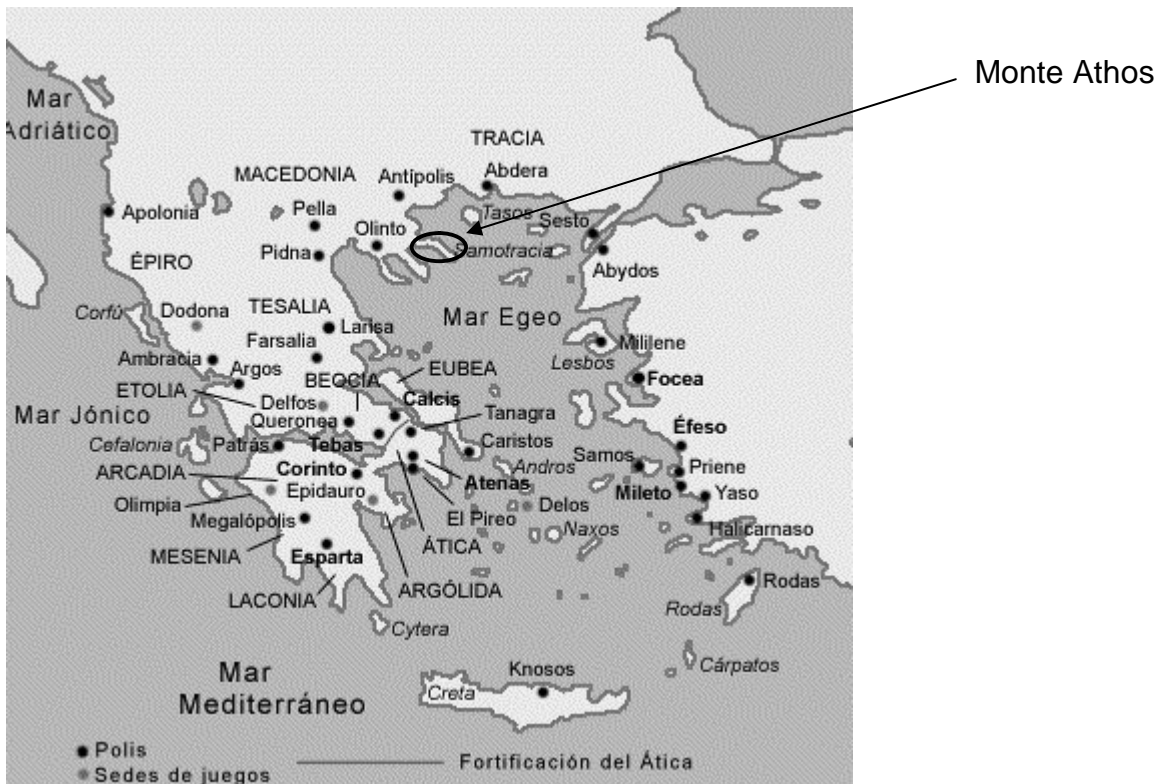 Monte Athos
Mar
Adriático
TRACIA
Abdera
MACEDONIA
Antípolis
Tasos
Apolonia
Pella
Sesto
Olinto
Samotracia
Pidna
Abydos
ÉPIRO
Corfú
Dodona
TESALIA
Mar Egeo
Larisa
Farsalia
Mililene
Lesbos
Ambracia
Argos
BEOCIA
EUBEA
Focea
ETOLIA
Delfos
Calcis
Tanagra
Mar Jónico
Queronea
Éfeso
Cefalonia
Patrás
Tebas
Caristos
Samos
ARCADIA
Corinto
Andros
Priene
Olimpia
Epidauro
Atenas
Mileto
Yaso
Delos
Megalópólis
El Pireo
Naxos
Halicarnaso
MESENIA
Esparta
ÁTICA
LACONIA
ARGÓLIDA
Rodas
Rodas
Cytera
Mar
Mediterráneo
Knosos
Cárpatos
Creta
Polis
Fortificación del Ática
Sedes de juegos